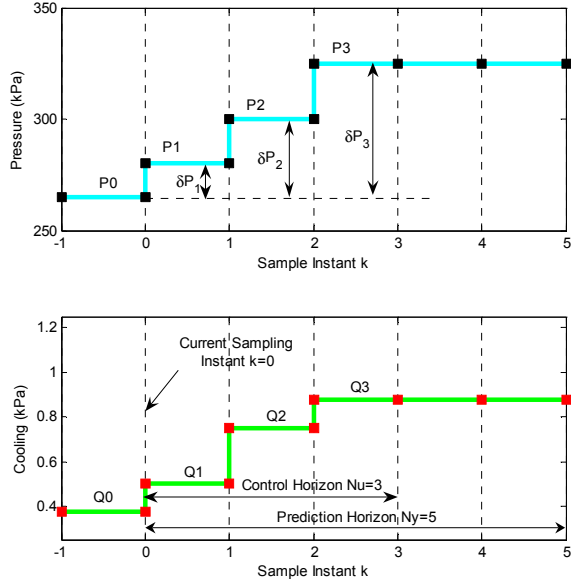 350
300
250
Pressure (kPa)
P0
P1
P2
P3
δP1
δP2
δP3
-1 0 1 2 3 4 5
Sample Instant k
1.2
1
0.8
0.6
0.4
Cooling (kPa)
Current Sampling
Instant k=0
Q0
Q1
Q2
Q3
Control Horizon Nu=3
Prediction Horizon Ny=5
-1 0 1 2 3 4 5
Sample Instant k